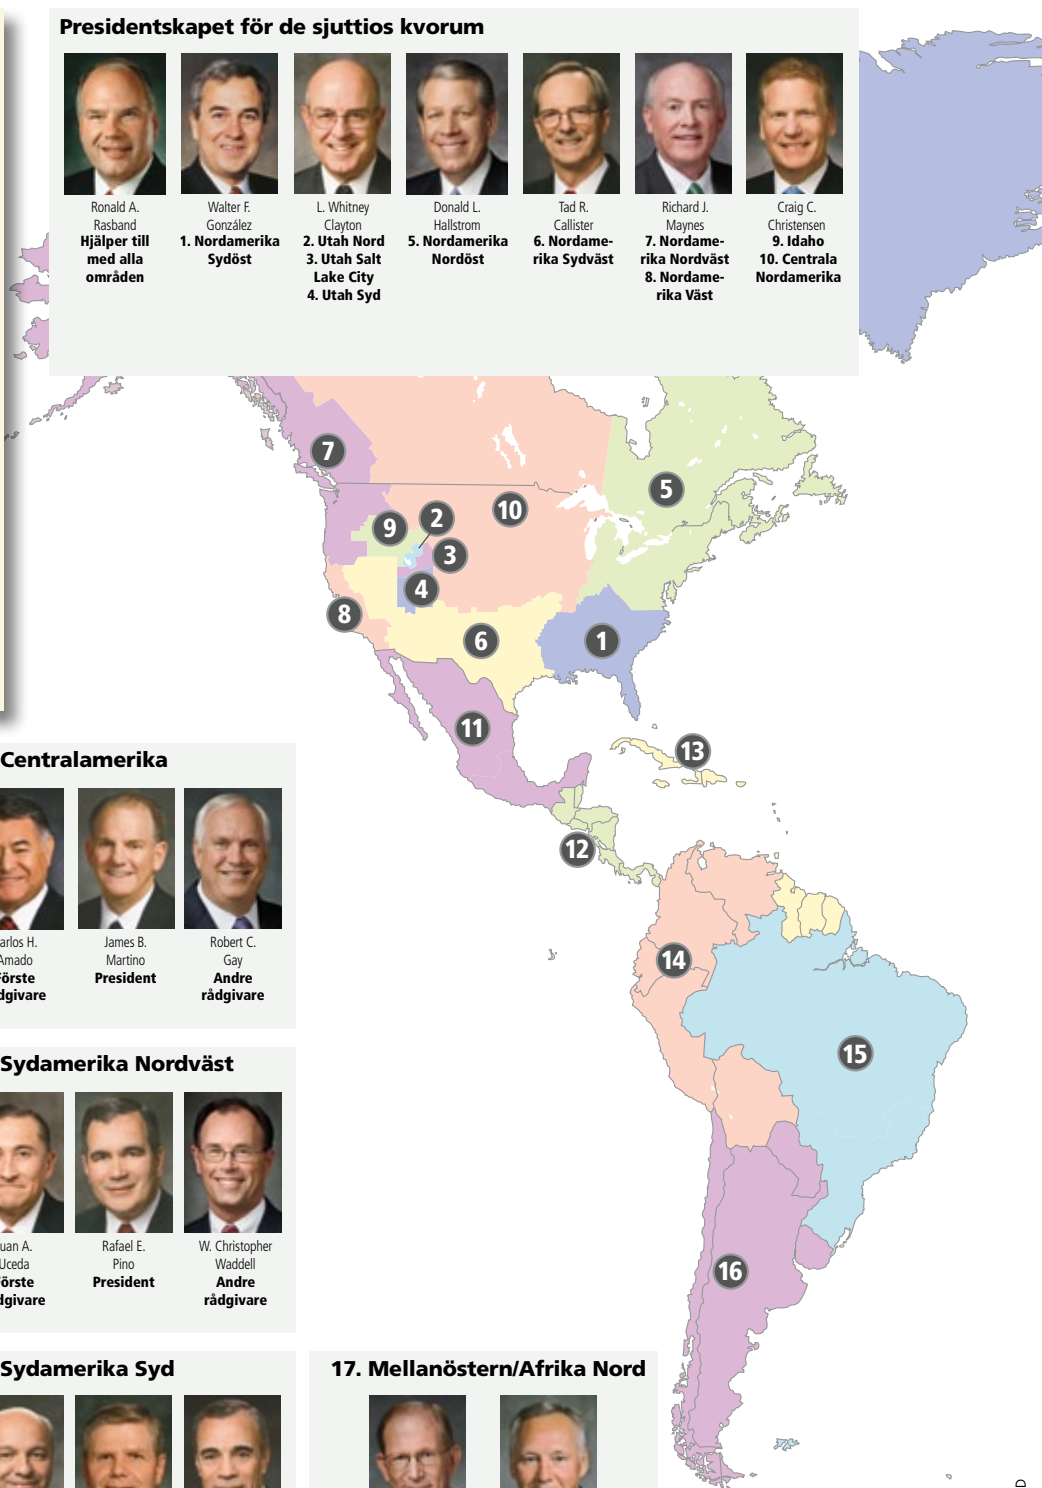 Presidentskapet för de sjuttios kvorum
Ronald A.
Rasband
Hjälper till
med alla
områden
Walter F.
González
1. Nordamerika
Sydöst
L. Whitney
Clayton
2. Utah Nord
3. Utah Salt
Lake City
4. Utah Syd
Donald L.
Hallstrom
5. Nordamerika
Nordöst
Tad R.
Callister
6. Nordame-
rika Sydväst
Richard J.
Maynes
7. Nordame-
rika Nordväst
8. Nordame-
rika Väst
Craig C.
Christensen
9. Idaho
10. Centrala
Nordamerika
7
5
10
2
9
3
4
8
6
1
11
13
12
14
15
16
Centralamerika
arlos H.
Amado
örste
dgivare
James B.
Martino
President
Robert C.
Gay
Andre
rådgivare
Sydamerika Nordväst
uan A.
Uceda
örste
dgivare
Rafael E.
Pino
President
W. Christopher
Waddell
Andre
rådgivare
Sydamerika Syd
17. Mellanöstern/Afrika Nord
D